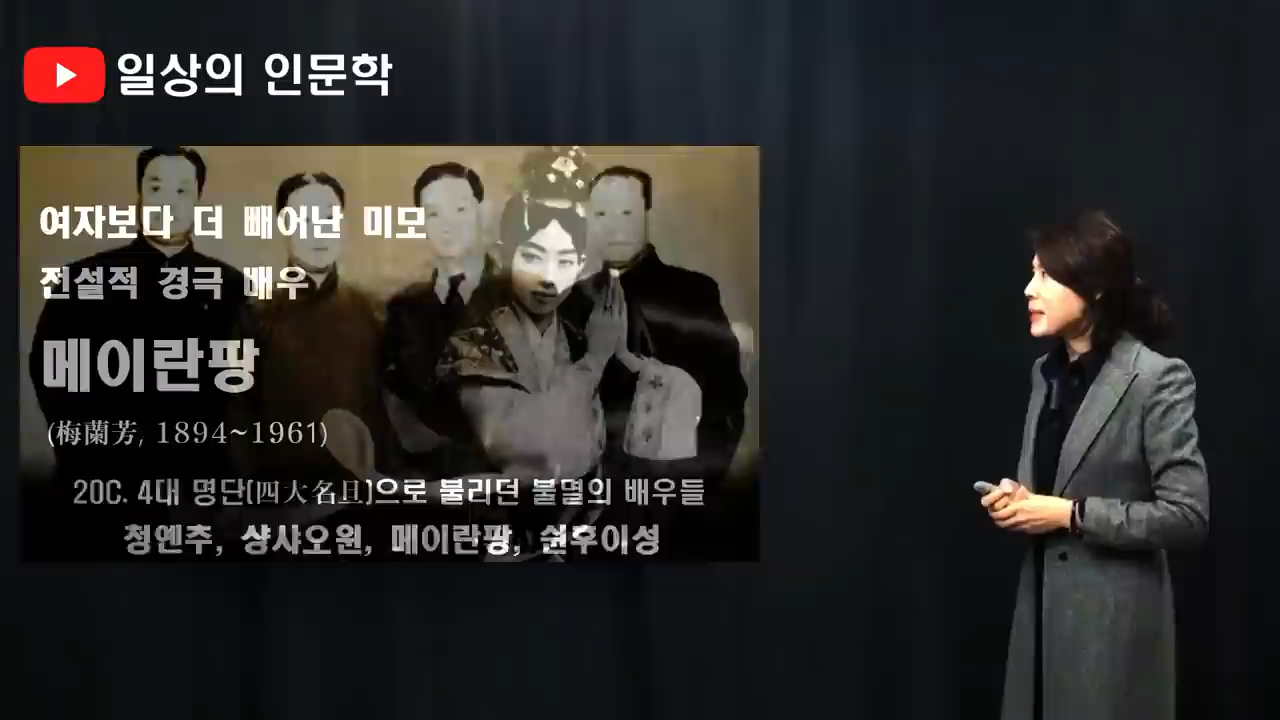 일상의 인문학
여자보다 더 빼어난 미모
전설적 경극 배우
메이란팡
(梅蘭芳, 1894~1961)
20C. 4대 명단(四大名旦)으로 불리던 불멸의 배우들
청옌추, 샹샤오윈, 메이란팡, 쉰후이성